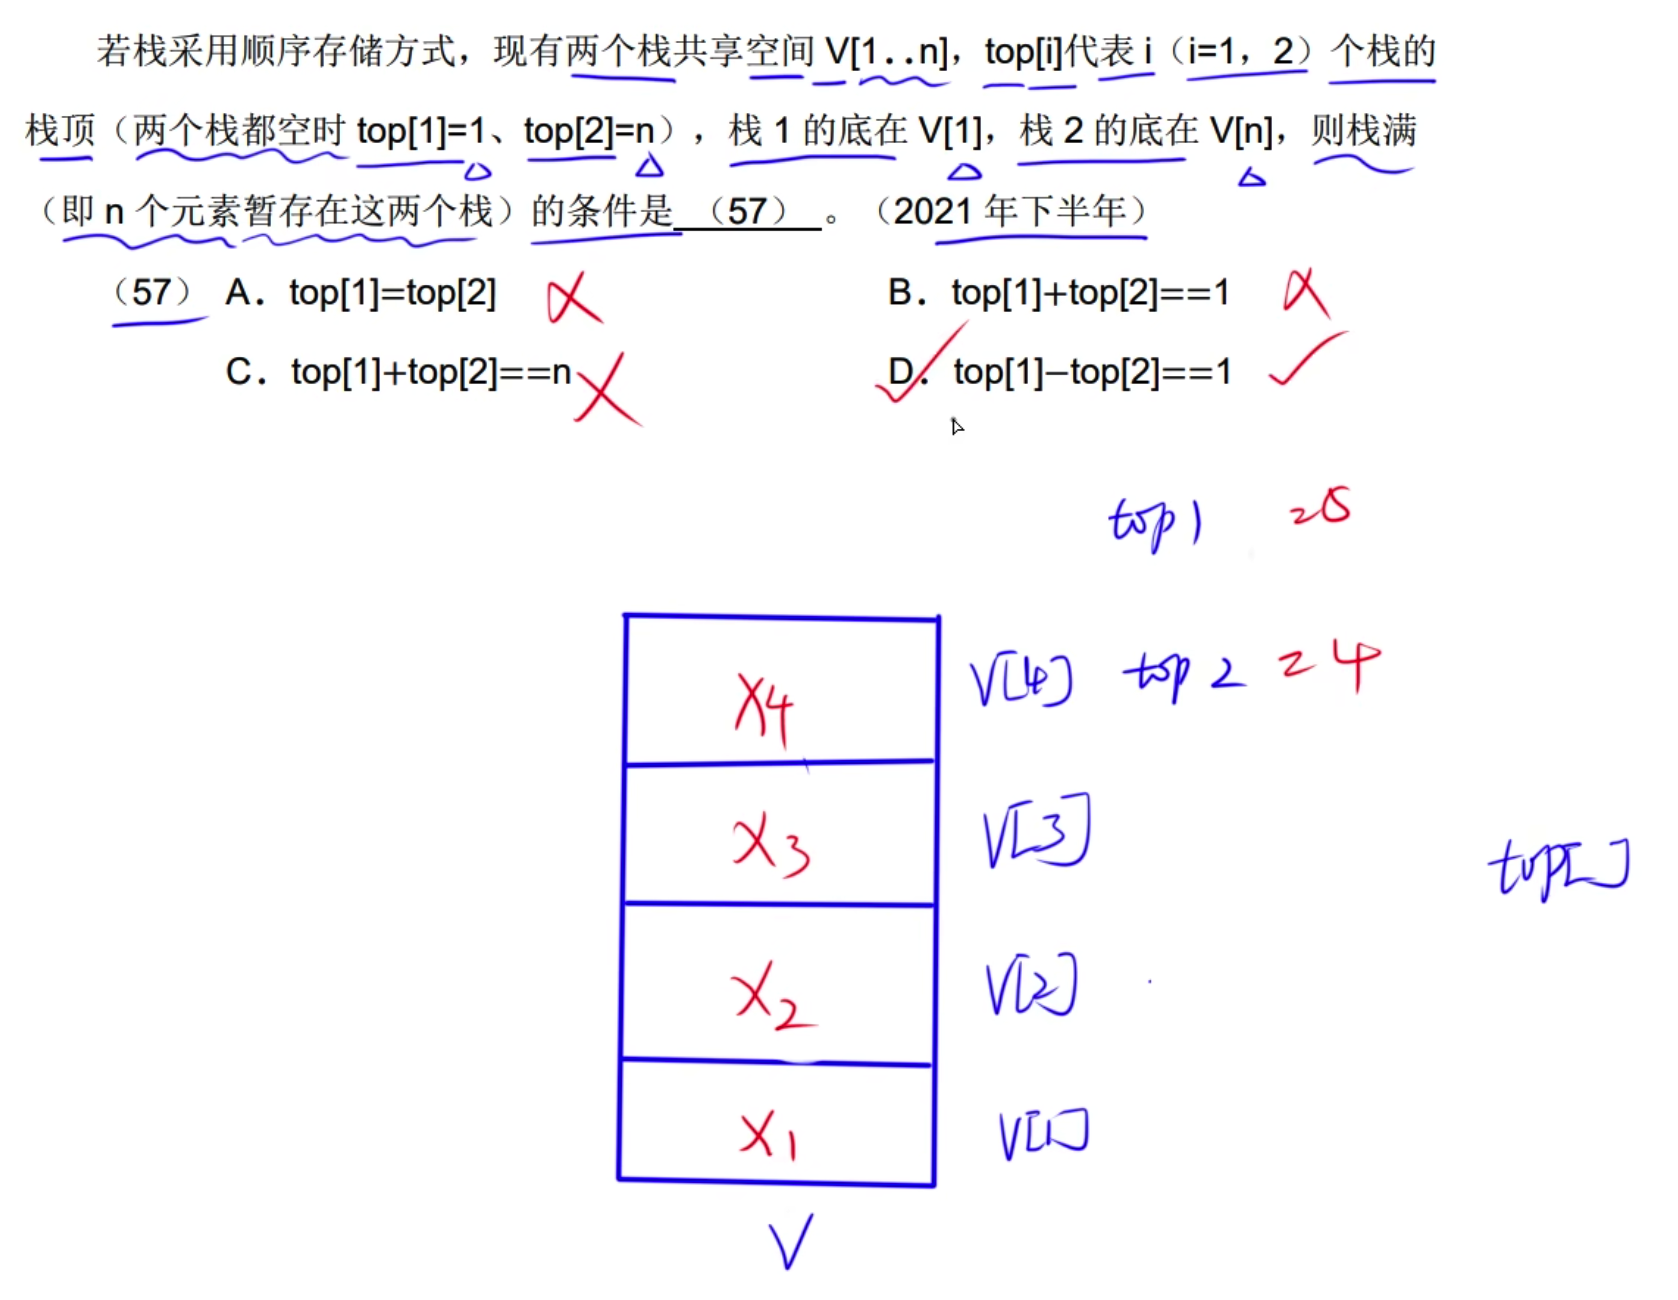 若栈采用顺序存储方式，现有两个栈共享空间 V[1..n]，top[i]代表 i（i=1，2）个栈的
栈顶（两个栈都空时 top[1]=1、top[2]=n），栈 1 的底在 V[1]，栈 2 的底在 V[n]，则栈满
（即 n 个元素暂存在这两个栈）的条件是 （57） 。（2021 年下半年）
（57） A．top[1]=top[2] B．top[1]+top[2]==1
C．top[1]+top[2]==n D．top[1]−top[2]==1
top1 =5
X4 V[4] top2 =4
X3 V[3]
top[]
X2 V[2]
X1 V[1]
V